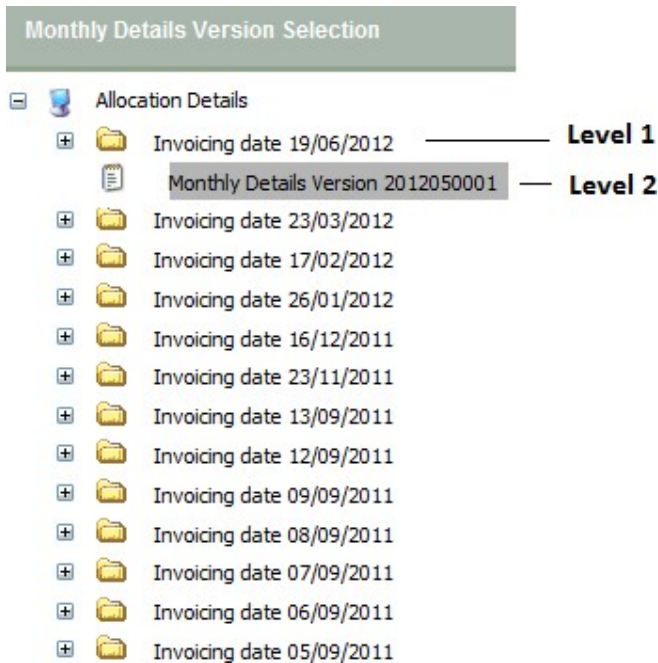 Monthly Details Version Selection
Allocation Details
Invoicing date 19/06/2012 Level 1
Monthly Details Version 2012050001 Level 2
Invoicing date 23/03/2012
Invoicing date 17/02/2012
Invoicing date 26/01/2012
Invoicing date 16/12/2011
Invoicing date 23/11/2011
Invoicing date 13/09/2011
Invoicing date 12/09/2011
Invoicing date 09/09/2011
Invoicing date 08/09/2011
Invoicing date 07/09/2011
Invoicing date 06/09/2011
Invoicing date 05/09/2011